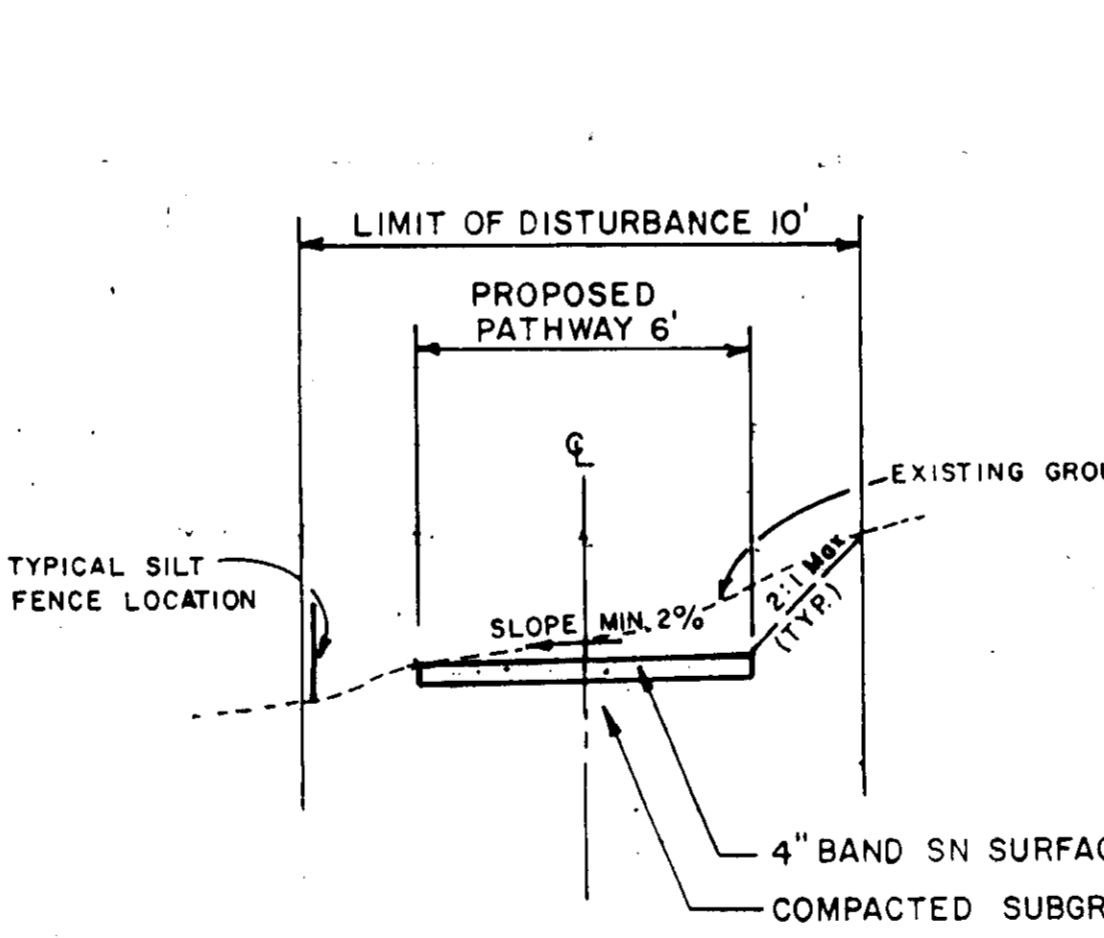 LIMIT OF DISTURBANCE 10'
PROPOSED
PATHWAY 6'
℄
EXISTING GROU
TYPICAL SILT
FENCE LOCATION
SLOPE MIN. 2%
2:1 Max
(TYP.)
4" BAND SN SURFAC
COMPACTED SUBGR